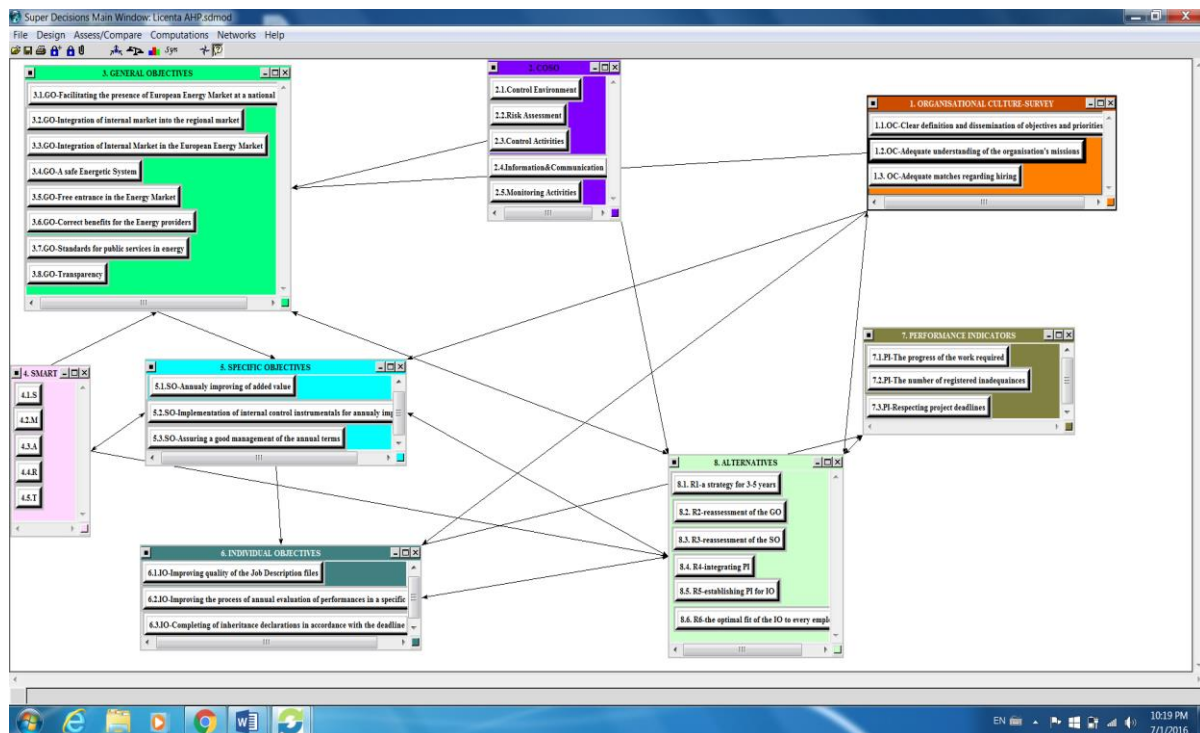 Super Decisions Main Window: Licenta AHP.sdmod
File Design Assess/Compare Computations Networks Help
Syn
3. GENERAL OBJECTIVES
3.1.GO-Facilitating the presence of European Energy Market at a national
3.2.GO-Integration of internal market into the regional market
3.3.GO-Integration of Internal Market in the European Energy Market
3.4.GO-A safe Energetic System
3.5.GO-Free entrance in the Energy Market
3.6.GO-Correct benefits for the Energy providers
3.7.GO-Standards for public services in energy
3.8.GO-Transparency
2. COSO
2.1.Control Environment
2.2.Risk Assessment
2.3.Control Activities
2.4.Information&Communication
2.5.Monitoring Activities
1. ORGANISATIONAL CULTURE-SURVEY
1.1.OC-Clear definition and dissemination of objectives and priorities
1.2.OC-Adequate understanding of the organisation's missions
1.3. OC-Adequate matches regarding hiring
4. SMART
4.1.S
4.2.M
4.3.A
4.4.R
4.5.T
5. SPECIFIC OBJECTIVES
5.1.SO-Annualy improving of added value
5.2.SO-Implementation of internal control instrumentals for annualy imp
5.3.SO-Assuring a good management of the annual terms
7. PERFORMANCE INDICATORS
7.1.PI-The progress of the work required
7.2.PI-The number of registered inadequainces
7.3.PI-Respecting project deadlines
6. INDIVIDUAL OBJECTIVES
6.1.IO-Improving quality of the Job Description files
6.2.IO-Improving the process of annual evaluation of performances in a specific
6.3.IO-Completing of inheritance declarations in accordance with the deadline
8. ALTERNATIVES
8.1. R1-a strategy for 3-5 years
8.2. R2-reassessment of the GO
8.3. R3-reassessment of the SO
8.4. R4-integrating PI
8.5. R5-establishing PI for IO
8.6. R6-the optimal fit of the IO to every emplo
EN
10:19 PM
7/1/2016